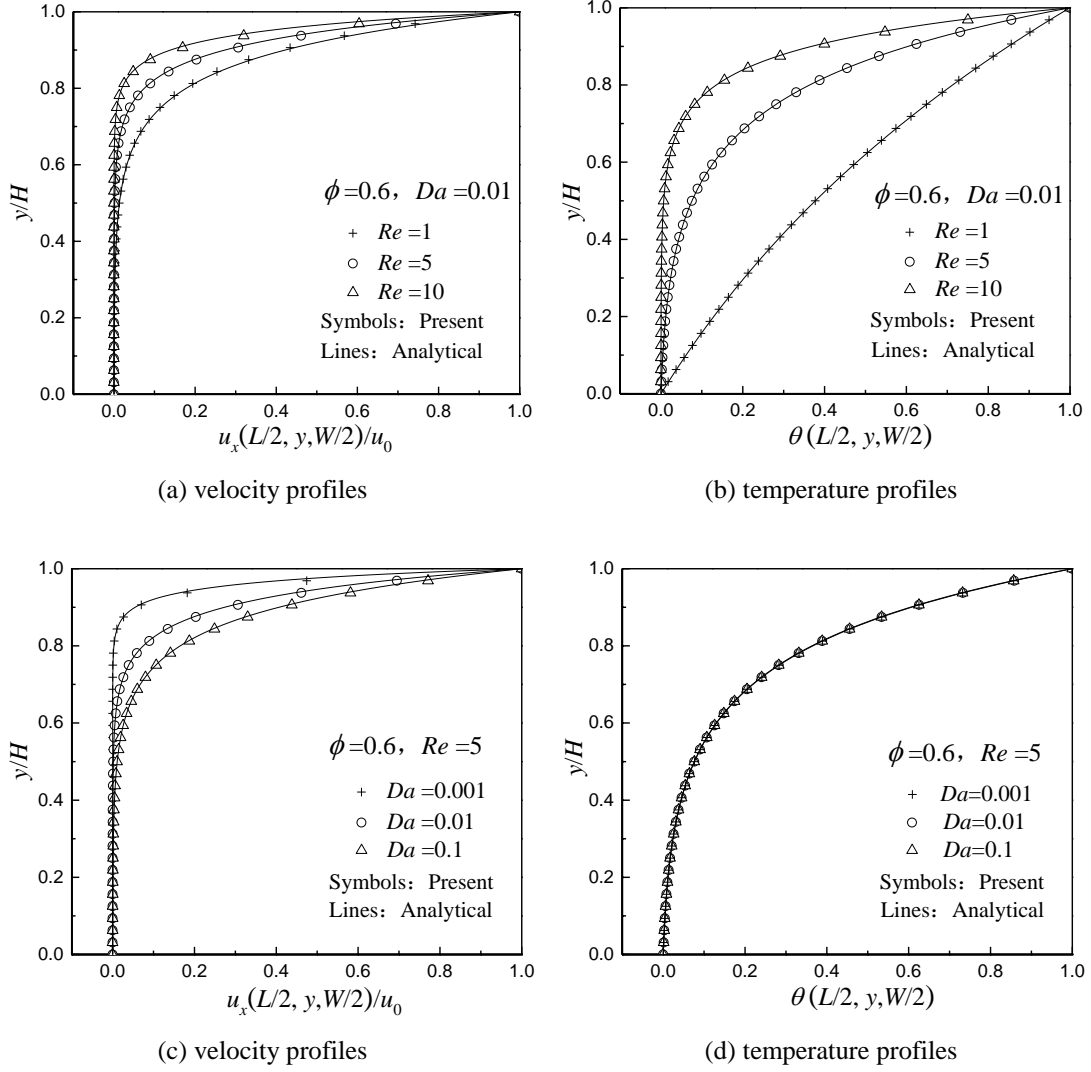 1.0
0.8
0.6
0.4
0.2
0.0
y/H
ϕ=0.6, Da =0.01
Re =1
Re =5
Re =10
Symbols: Present
Lines: Analytical
0.0 0.2 0.4 0.6 0.8 1.0
u_x(L/2, y,W/2)/u_0
(a) velocity profiles
1.0
0.8
0.6
0.4
0.2
0.0
y/H
ϕ=0.6, Da =0.01
Re =1
Re =5
Re =10
Symbols: Present
Lines: Analytical
0.0 0.2 0.4 0.6 0.8 1.0
θ (L/2, y,W/2)
(b) temperature profiles
1.0
0.8
0.6
0.4
0.2
0.0
y/H
ϕ=0.6, Re =5
Da =0.001
Da =0.01
Da =0.1
Symbols: Present
Lines: Analytical
0.0 0.2 0.4 0.6 0.8 1.0
u_x(L/2, y,W/2)/u_0
(c) velocity profiles
1.0
0.8
0.6
0.4
0.2
0.0
y/H
ϕ=0.6, Re =5
Da=0.001
Da=0.01
Da=0.1
Symbols: Present
Lines: Analytical
0.0 0.2 0.4 0.6 0.8 1.0
θ (L/2, y,W/2)
(d) temperature profiles